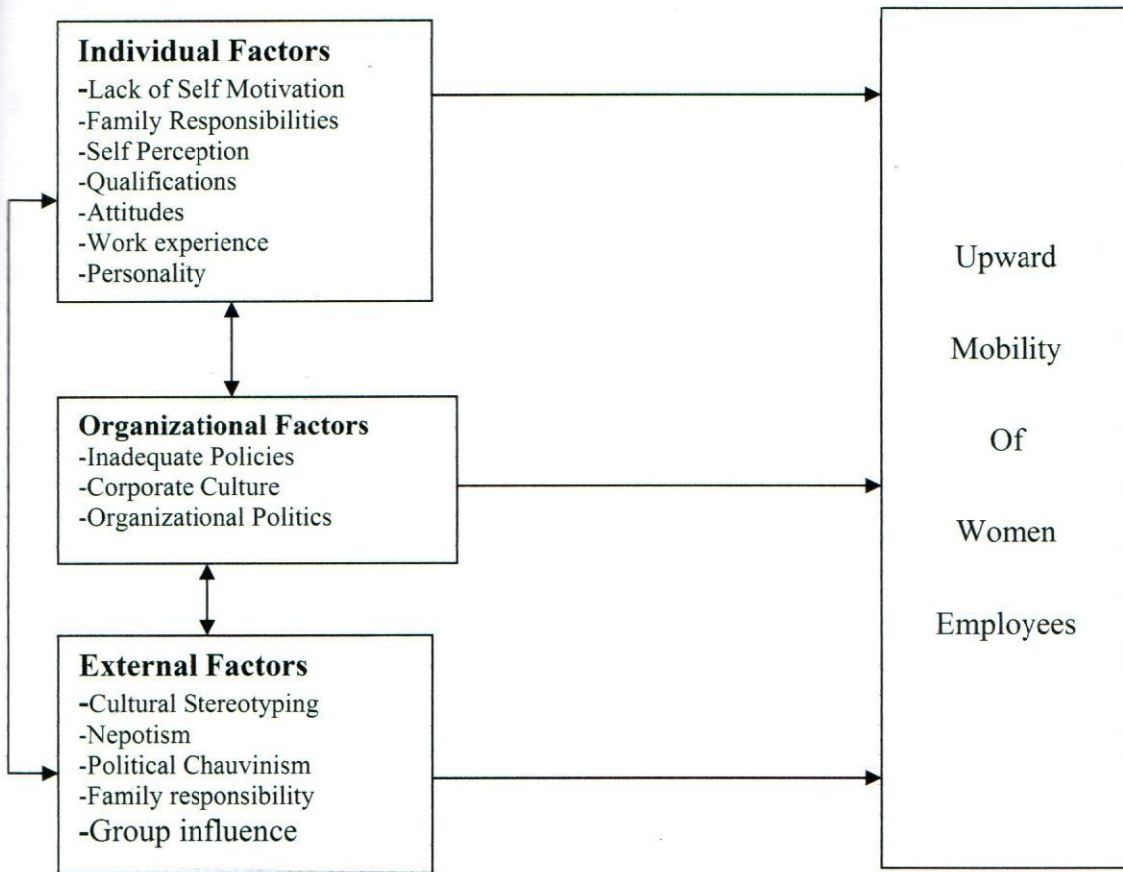 Individual Factors
-Lack of Self Motivation
-Family Responsibilities
-Self Perception
-Qualifications
-Attitudes
-Work experience
-Personality
Organizational Factors
-Inadequate Policies
-Corporate Culture
-Organizational Politics
External Factors
-Cultural Stereotyping
-Nepotism
-Political Chauvinism
-Family responsibility
-Group influence
Upward
Mobility
Of
Women
Employees